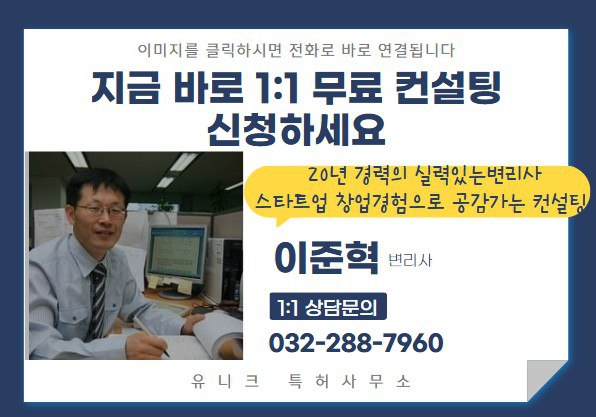 이미지를 클릭하시면 전화로 바로 연결됩니다
지금 바로 1:1 무료 컨설팅
신청하세요
20년 경력의 실력있는변리사
스타트업 창업경험으로 공감가는 컨설팅
이준혁 변리사
1:1 상담문의
032-288-7960
유니크 특허사무소